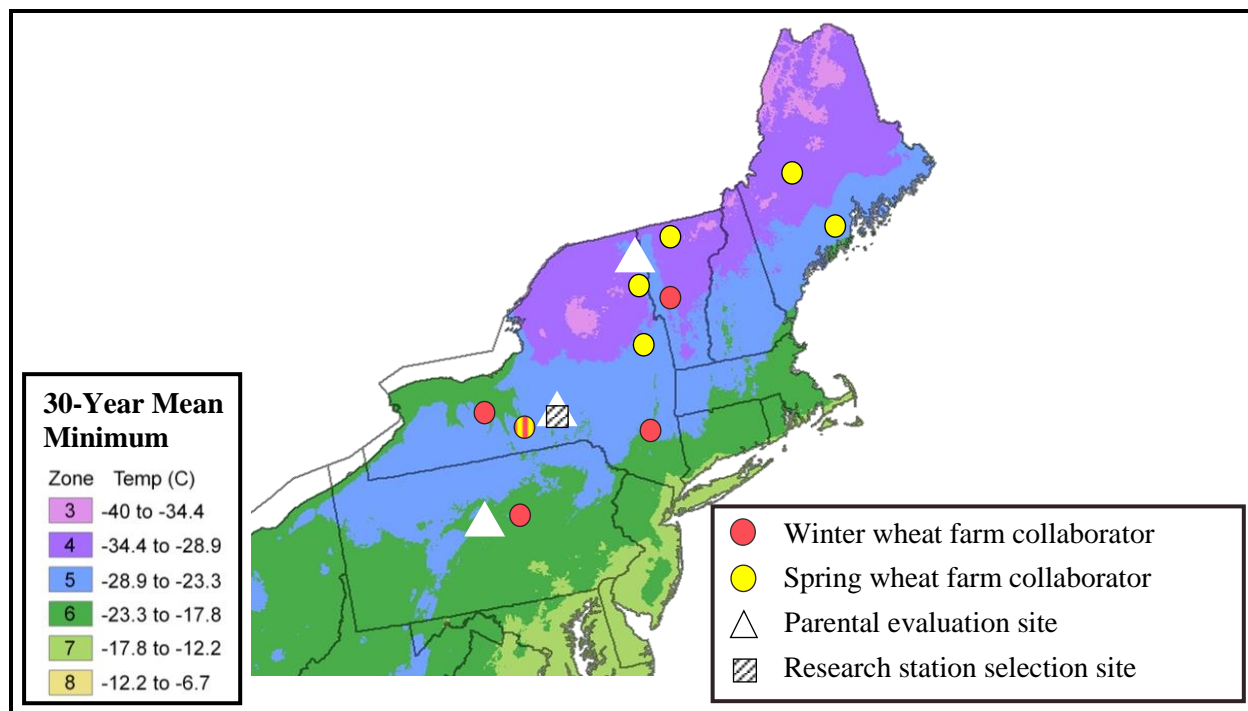 30-Year Mean
Minimum
Zone Temp (C)
3 -40 to -34.4
4 -34.4 to -28.9
5 -28.9 to -23.3
6 -23.3 to -17.8
7 -17.8 to -12.2
8 -12.2 to -6.7
Winter wheat farm collaborator
Spring wheat farm collaborator
Parental evaluation site
Research station selection site